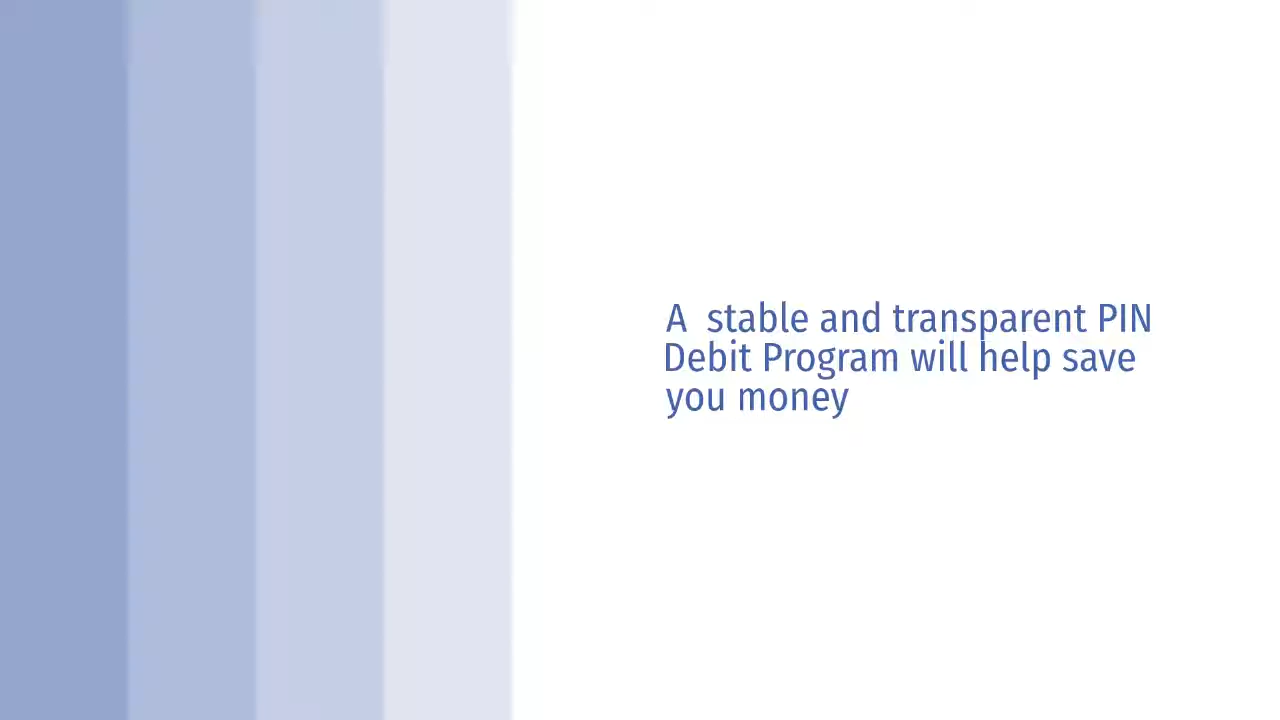 A  stable and transparent PIN
Debit Program will help save
you money